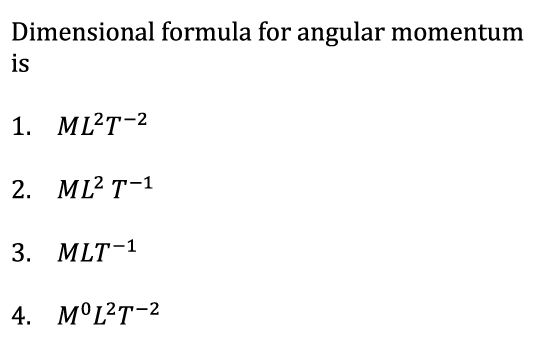 Dimensional formula for angular momentum
is
1. ML²T⁻²
2. ML² T⁻¹
3. MLT⁻¹
4. M⁰L²T⁻²